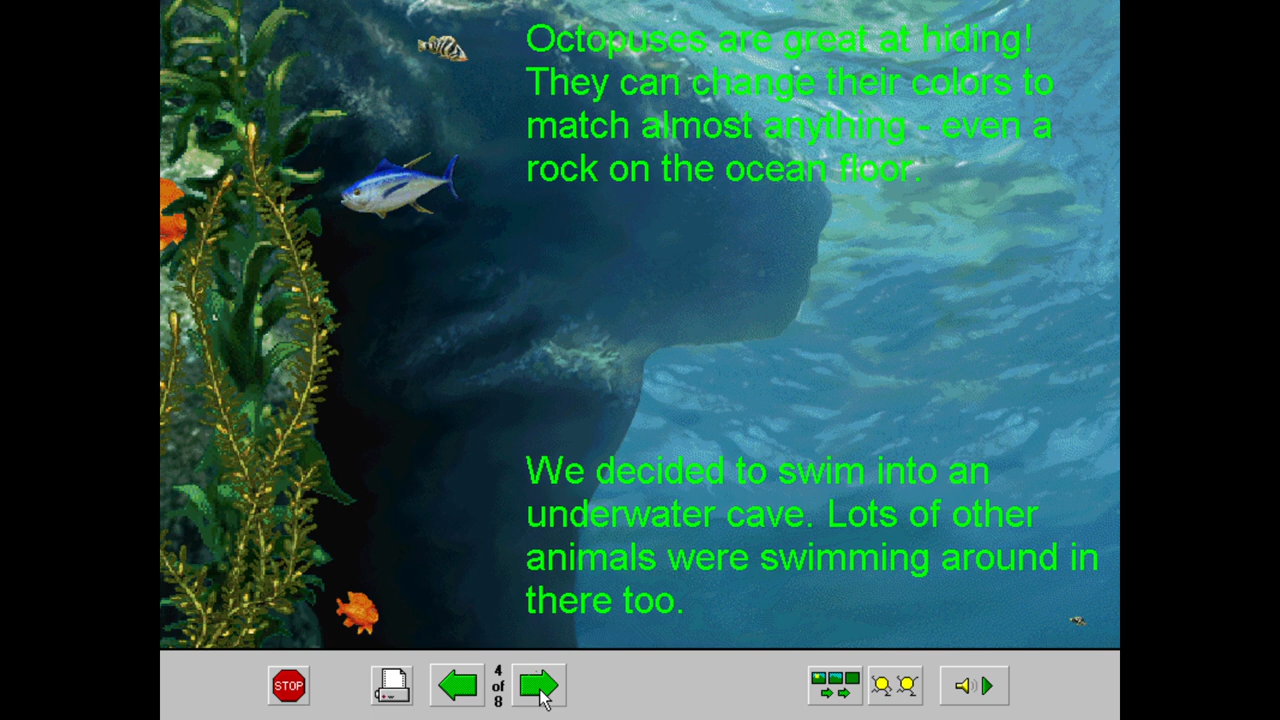 Octopuses are great at hiding!
They can change their colors to
match almost anything - even a
rock on the ocean floor.
We decided to swim into an
underwater cave. Lots of other
animals were swimming around in
there too.
STOP
4
of
8